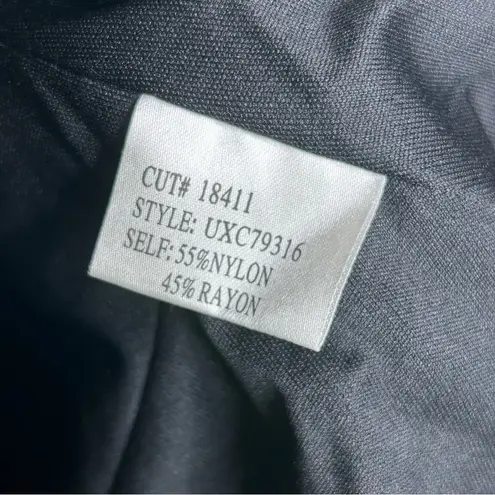 CUT# 18411
STYLE: UXC79316
SELF: 55%NYLON
45%RAYON